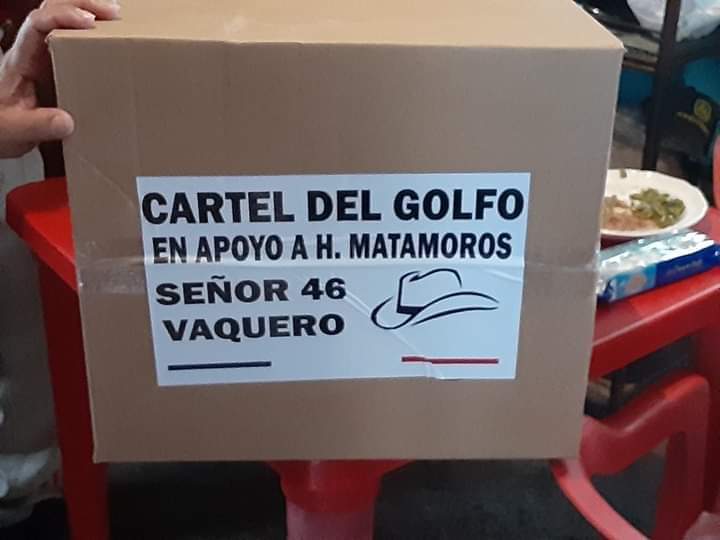 CARTEL DEL GOLFO
EN APOYO A H. MATAMOROS
SEÑOR 46
VAQUERO